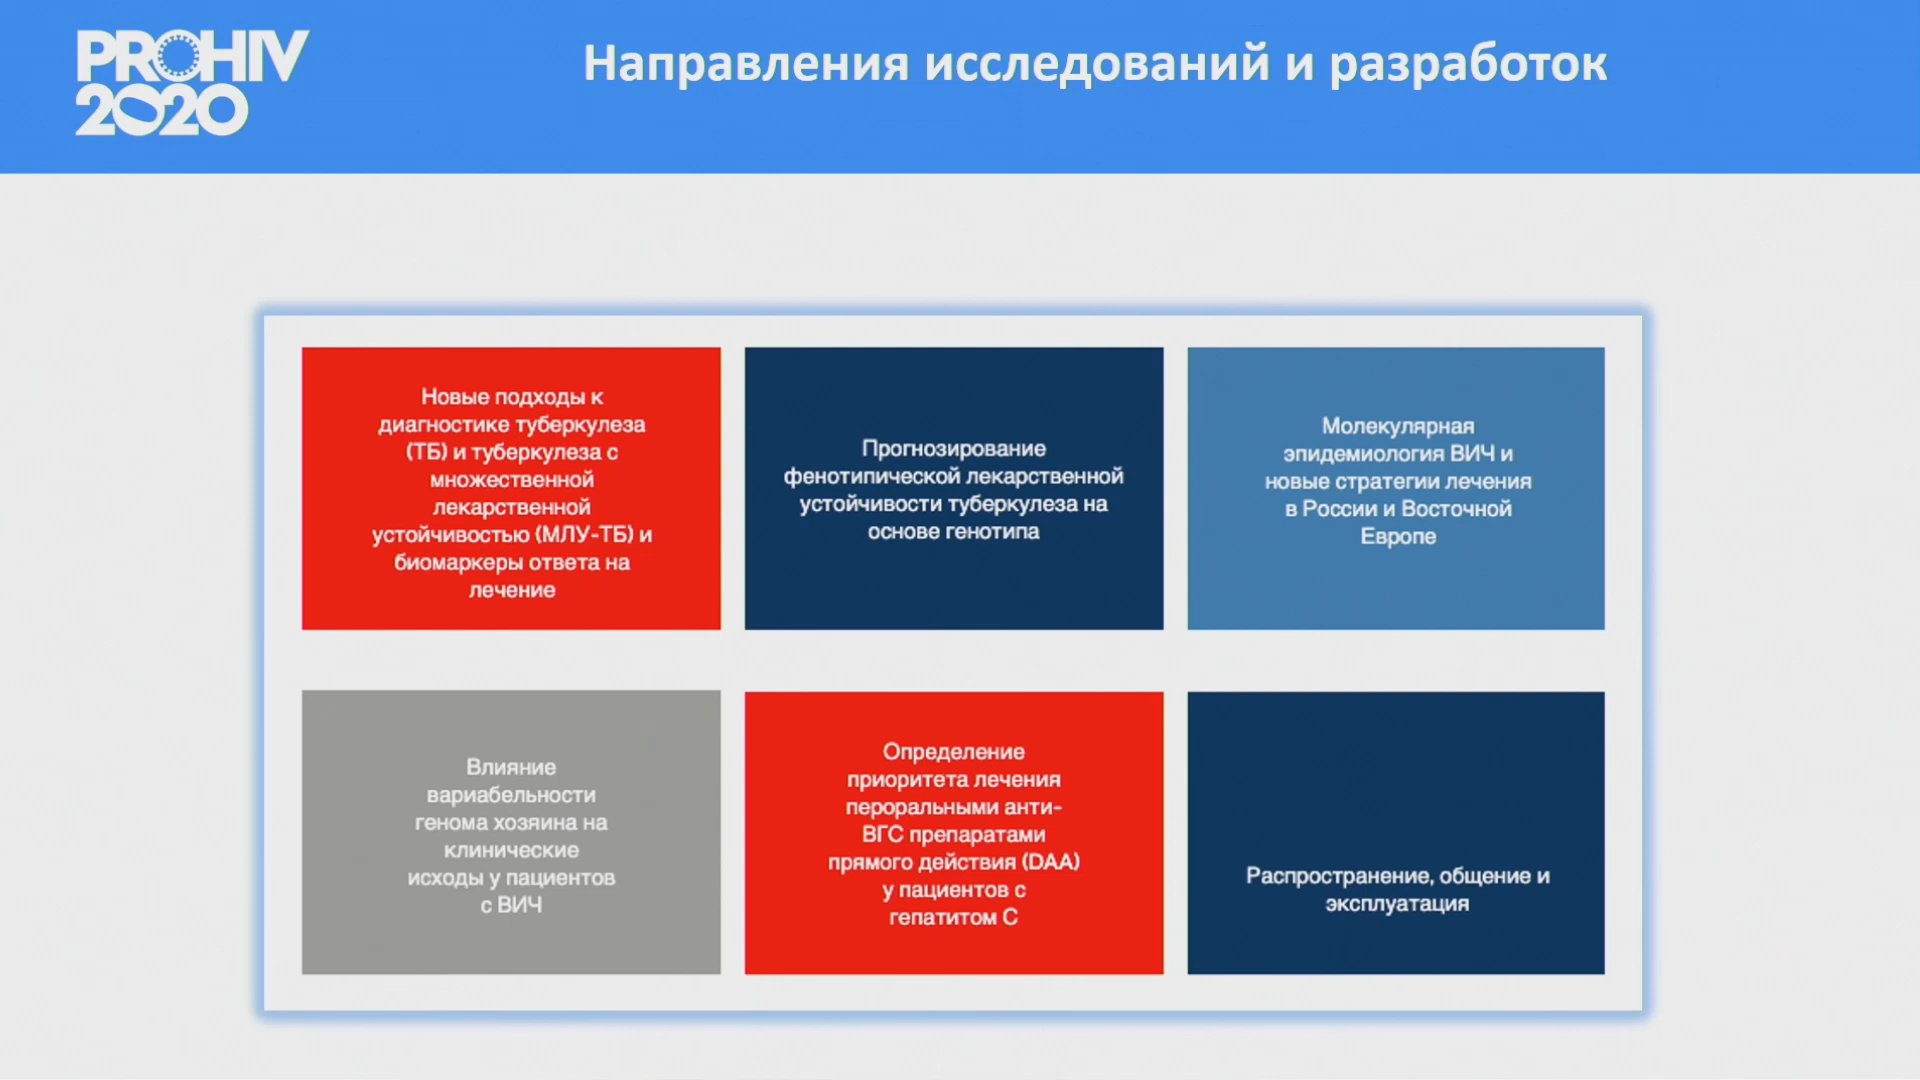 PROHIV
2020
Направления исследований и разработок
Новые подходы к
диагностике туберкулеза
(ТБ) и туберкулеза с
множественной
лекарственной
устойчивостью (МЛУ-ТБ) и
биомаркеры ответа на
лечение
Прогнозирование
фенотипической лекарственной
устойчивости туберкулеза на
основе генотипа
Молекулярная
эпидемиология ВИЧ и
новые стратегии лечения
в России и Восточной
Европе
Влияние
вариабельности
генома хозяина на
клинические
исходы у пациентов
с ВИЧ
Определение
приоритета лечения
пероральными анти-
ВГС препаратами
прямого действия (DAA)
у пациентов с
гепатитом С
Распространение, общение и
эксплуатация